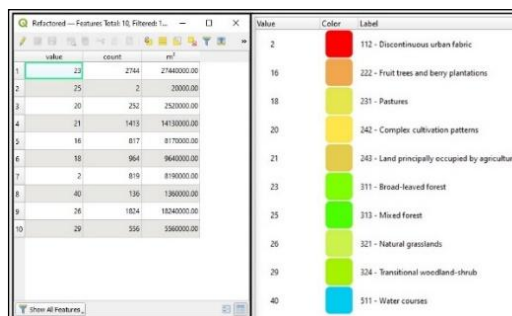 Refactored — Features Total: 10, Filtered: 1...
value count m²
1 23 2744 27440000.00
2 25 2 20000.00
3 20 252 2520000.00
4 21 1413 14130000.00
5 16 817 8170000.00
6 18 964 9640000.00
7 2 819 8190000.00
8 40 136 1360000.00
9 26 1824 18240000.00
10 29 556 5560000.00
Show All Features
Value Color Label
2 112 - Discontinuous urban fabric
16 222 - Fruit trees and berry plantations
18 231 - Pastures
20 242 - Complex cultivation patterns
21 243 - Land principally occupied by agricultur
23 311 - Broad-leaved forest
25 313 - Mixed forest
26 321 - Natural grasslands
29 324 - Transitional woodland-shrub
40 511 - Water courses